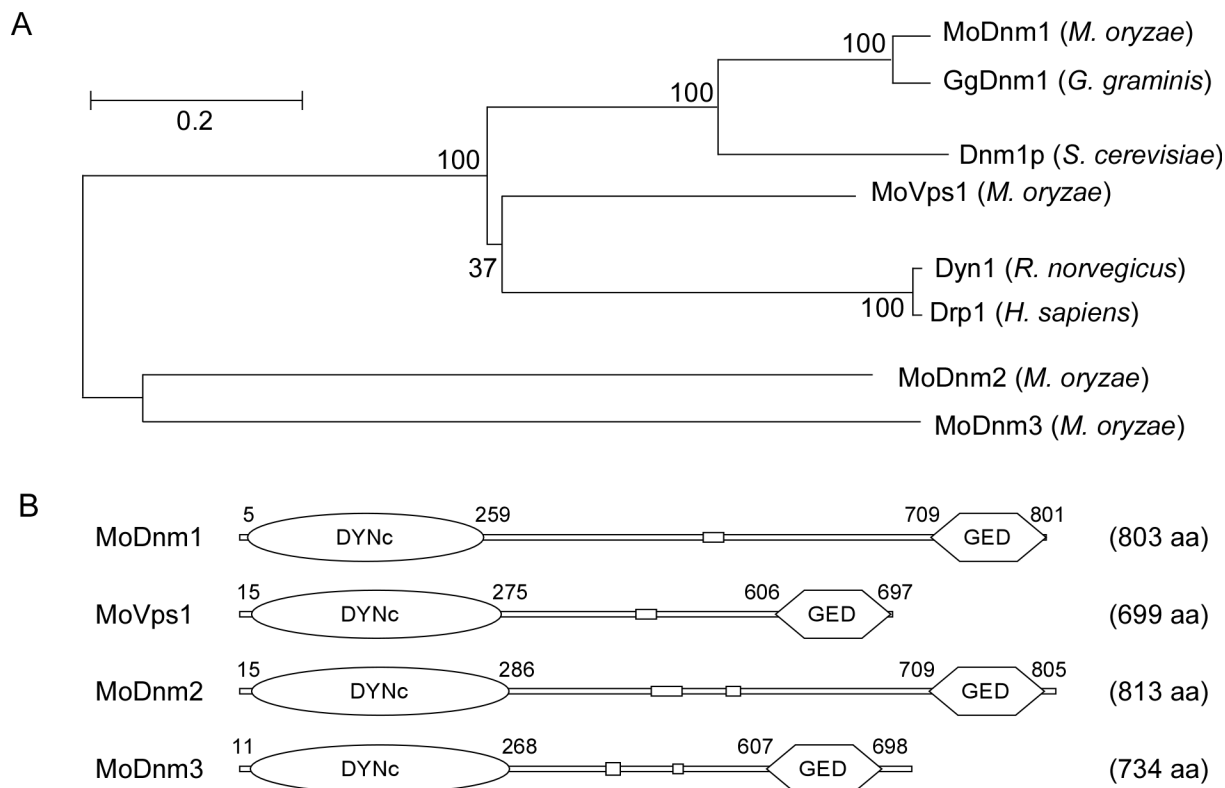 A
0.2
100
MoDnm1 (M. oryzae)
GgDnm1 (G. graminis)
100
Dnm1p (S. cerevisiae)
100
MoVps1 (M. oryzae)
37
Dyn1 (R. norvegicus)
100
Drp1 (H. sapiens)
MoDnm2 (M. oryzae)
MoDnm3 (M. oryzae)
B
MoDnm1 5 DYNc 259 709 GED 801 (803 aa)
MoVps1 15 DYNc 275 606 GED 697 (699 aa)
MoDnm2 15 DYNc 286 709 GED 805 (813 aa)
MoDnm3 11 DYNc 268 607 GED 698 (734 aa)